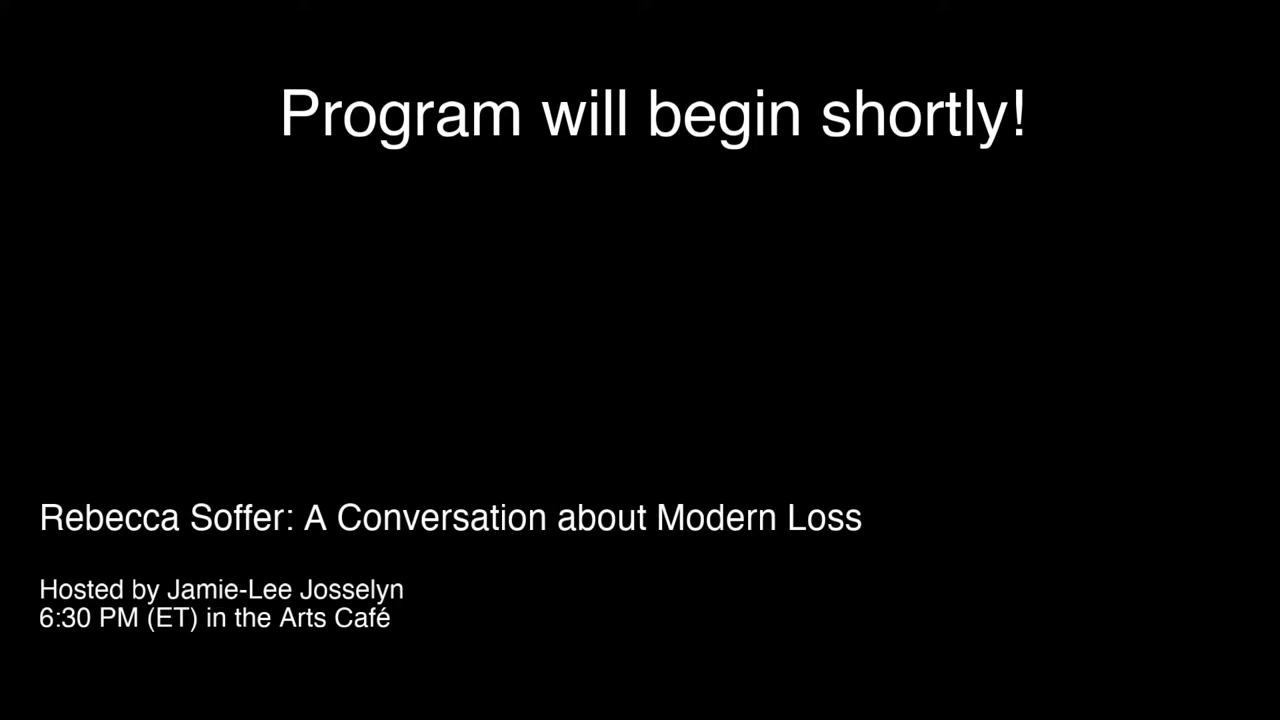 Program will begin shortly!
Rebecca Soffer: A Conversation about Modern Loss
Hosted by Jamie-Lee Josselyn
6:30 PM (ET) in the Arts Café